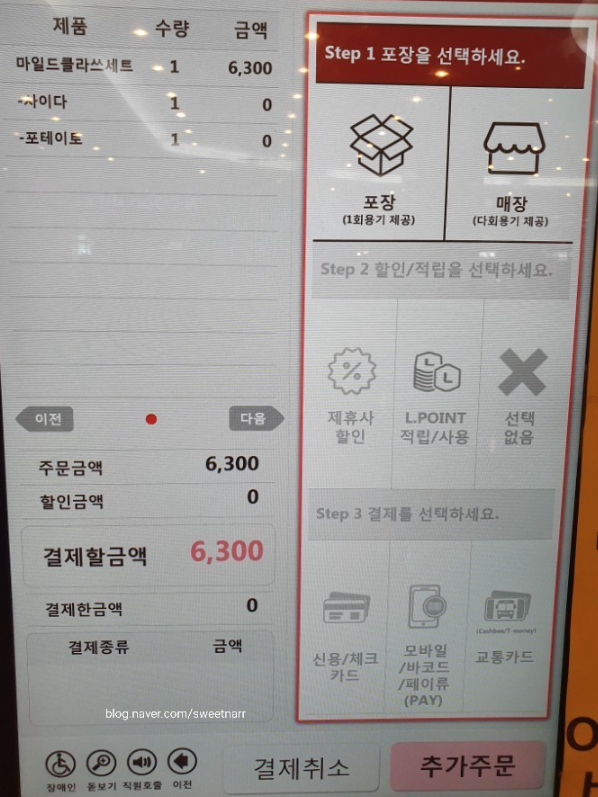 제품 수량 금액
마일드클라쓰세트 1 6,300
-사이다 1 0
-포테이토 1 0
이전
다음
주문금액 6,300
할인금액 0
결제할금액 6,300
결제한금액 0
결제종류 금액
blog.naver.com/sweetnarr
Step 1 포장을 선택하세요.
포장
(1회용기 제공)
매장
(다회용기 제공)
Step 2 할인/적립을 선택하세요.
제휴사
할인
L.POINT
적립/사용
선택
없음
Step 3 결제를 선택하세요.
신용/체크
카드
모바일
/바코드
/페이류
(PAY)
(Cashbee/T-money)
교통카드
장애인
돋보기
직원호출
이전
결제취소
추가주문